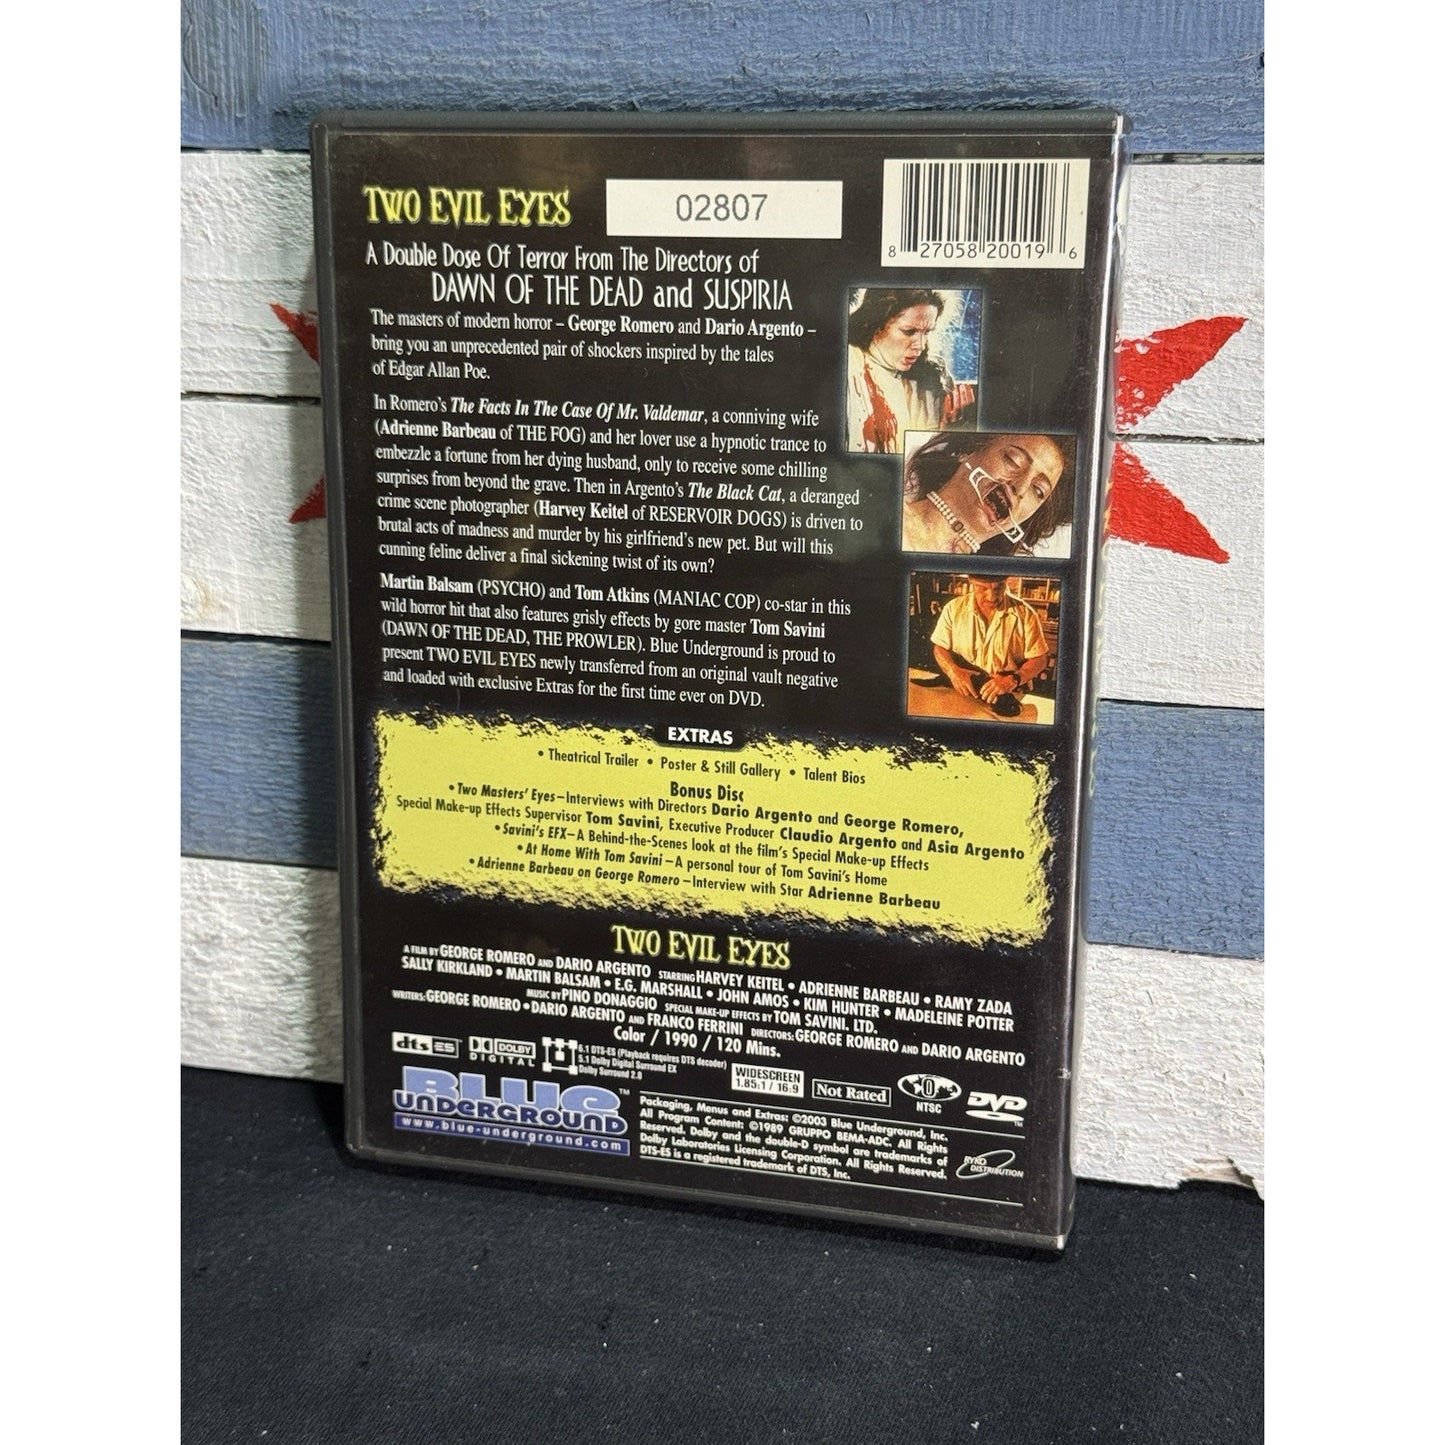 TWO EVIL EYES
02807
8 27058 20019 6
A Double Dose Of Terror From The Directors of
DAWN OF THE DEAD and SUSPIRIA
The masters of modern horror – George Romero and Dario Argento –
bring you an unprecedented pair of shockers inspired by the tales
of Edgar Allan Poe.
In Romero's The Facts In The Case Of Mr. Valdemar, a conniving wife
(Adrienne Barbeau of THE FOG) and her lover use a hypnotic trance to
embezzle a fortune from her dying husband, only to receive some chilling
surprises from beyond the grave. Then in Argento's The Black Cat, a deranged
crime scene photographer (Harvey Keitel of RESERVOIR DOGS) is driven to
brutal acts of madness and murder by his girlfriend's new pet. But will this
cunning feline deliver a final sickening twist of its own?
Martin Balsam (PSYCHO) and Tom Atkins (MANIAC COP) co-star in this
wild horror hit that also features grisly effects by gore master Tom Savini
(DAWN OF THE DEAD, THE PROWLER). Blue Underground is proud to
present TWO EVIL EYES newly transferred from an original vault negative
and loaded with exclusive Extras for the first time ever on DVD.
EXTRAS
• Theatrical Trailer • Poster & Still Gallery • Talent Bios
Bonus Disc
• Two Masters' Eyes – Interviews with Directors Dario Argento and George Romero,
Special Make-up Effects Supervisor Tom Savini, Executive Producer Claudio Argento and Asia Argento
• Savini's EFX – A Behind-the-Scenes look at the film's Special Make-up Effects
• At Home With Tom Savini – A personal tour of Tom Savini's Home
• Adrienne Barbeau on George Romero – Interview with Star Adrienne Barbeau
TWO EVIL EYES
A FILM BY GEORGE ROMERO AND DARIO ARGENTO STARRING HARVEY KEITEL • ADRIENNE BARBEAU • RAMY ZADA
SALLY KIRKLAND • MARTIN BALSAM • E.G. MARSHALL • JOHN AMOS • KIM HUNTER • MADELEINE POTTER
MUSIC BY PINO DONAGGIO SPECIAL MAKE-UP EFFECTS BY TOM SAVINI, LTD.
WRITERS: GEORGE ROMERO • DARIO ARGENTO AND FRANCO FERRINI DIRECTORS: GEORGE ROMERO AND DARIO ARGENTO
Color / 1990 / 120 Mins.
dts ES
DOLBY DIGITAL
6.1 DTS-ES (Playback requires DTS decoder)
5.1 Dolby Digital Surround EX
Dolby Surround 2.0
WIDESCREEN
1.85:1 / 16:9
Not Rated
0
NTSC
DVD™
BLUE™
UNDERGROUND
www.blue-underground.com
Packaging, Menus and Extras: ©2003 Blue Underground, Inc.
All Program Content: ©1989 GRUPPO BEMA-ADC. All Rights
Reserved. Dolby and the double-D symbol are trademarks of
Dolby Laboratories Licensing Corporation. All Rights Reserved.
DTS-ES is a registered trademark of DTS, Inc.
RYKO
DISTRIBUTION